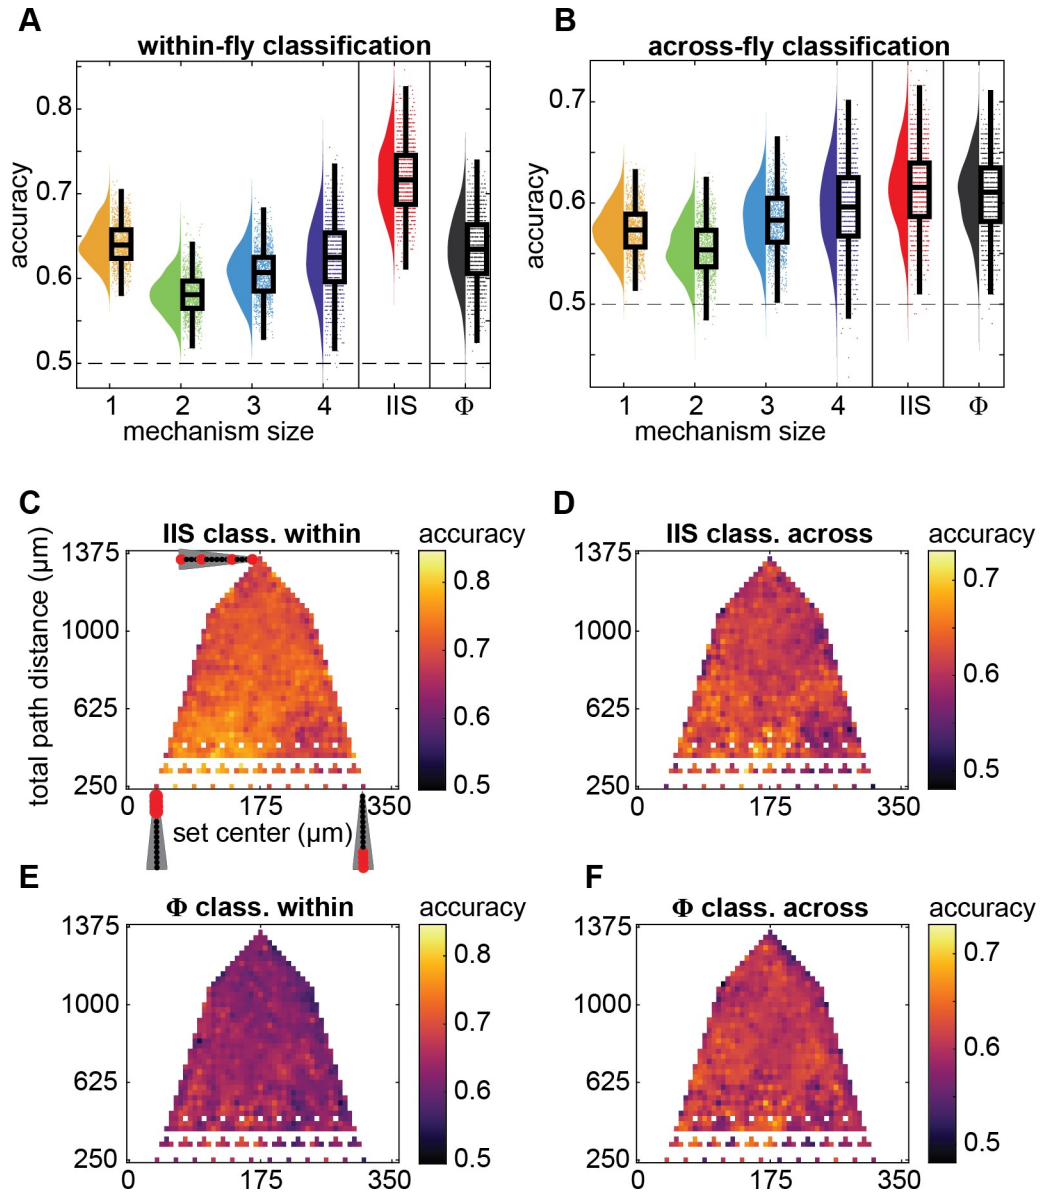 A
within-fly classification
accuracy
0.8
0.7
0.6
0.5
1 2 3 4 IIS Φ
mechanism size
B
across-fly classification
accuracy
0.7
0.6
0.5
1 2 3 4 IIS Φ
mechanism size
C
IIS class. within
accuracy
total path distance (µm)
1375
1000
625
250
0 175 350
set center (µm)
0.8
0.7
0.6
0.5
D
IIS class. across
accuracy
1375
1000
625
250
0 175 350
0.7
0.6
0.5
E
Φ class. within
accuracy
1375
1000
625
250
0 175 350
0.8
0.7
0.6
0.5
F
Φ class. across
accuracy
1375
1000
625
250
0 175 350
0.7
0.6
0.5